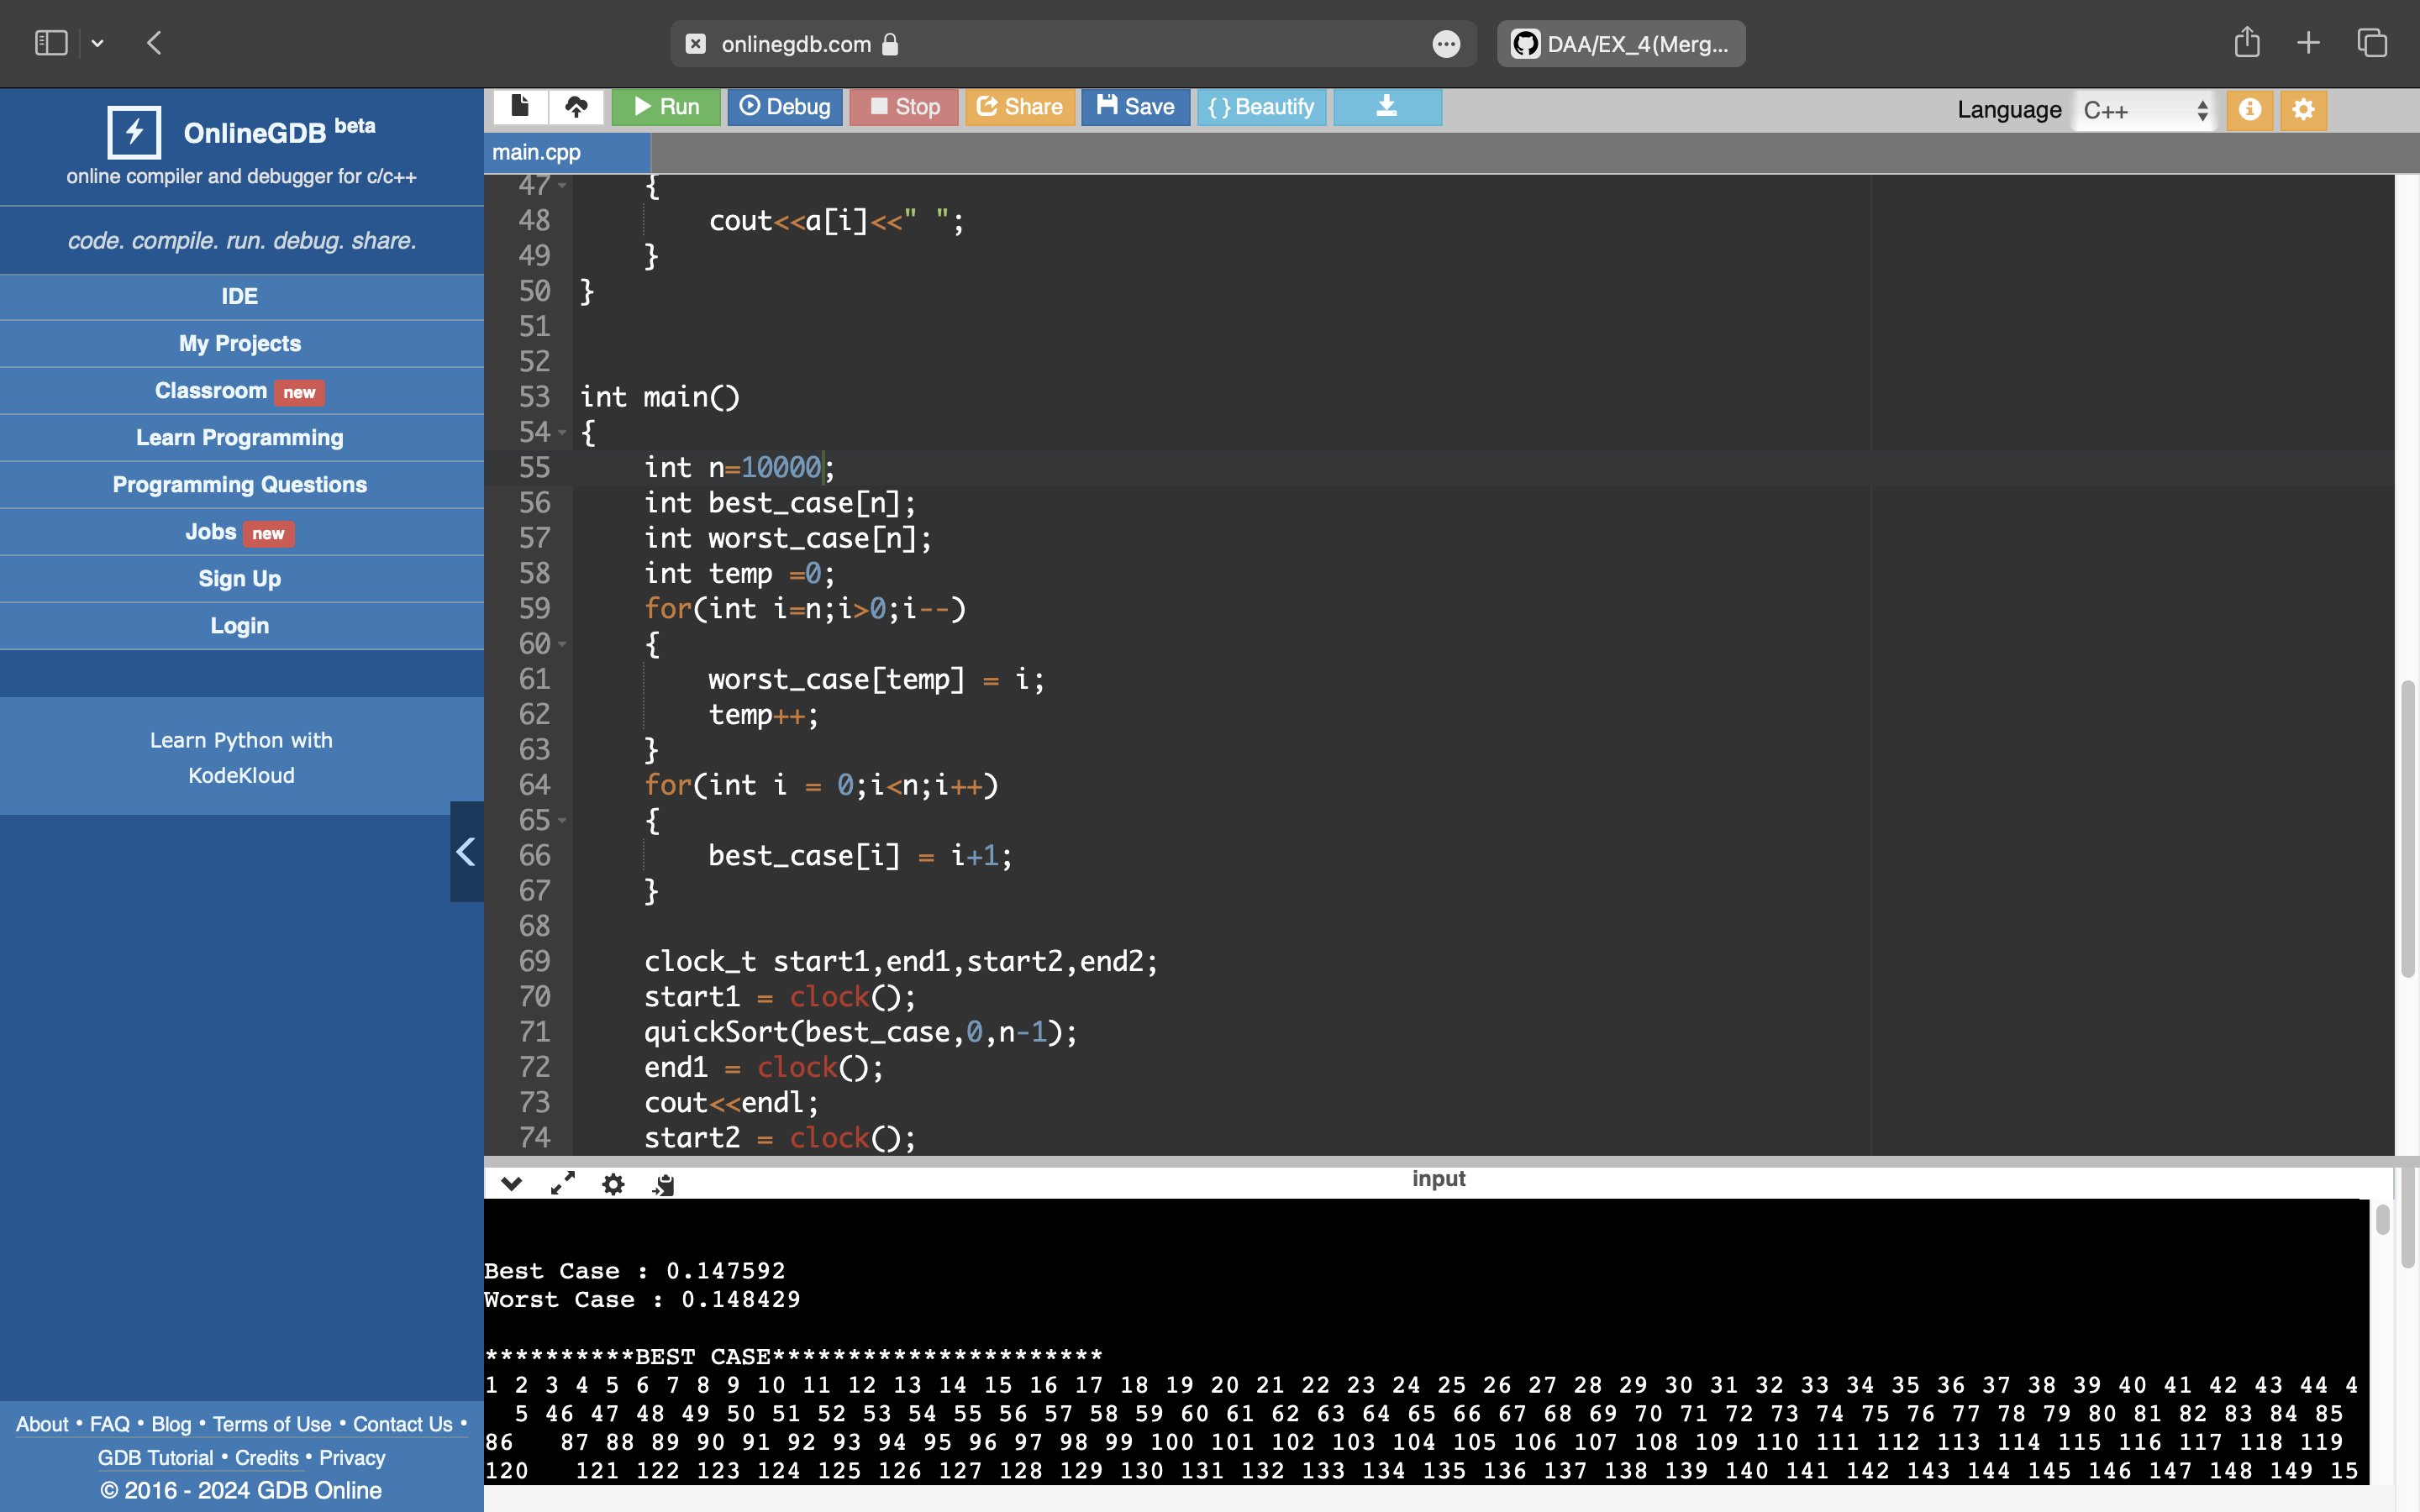 onlinegdb.com
DAA/EX_4(Merg...
OnlineGDB beta
online compiler and debugger for c/c++
code. compile. run. debug. share.
IDE
My Projects
Classroom new
Learn Programming
Programming Questions
Jobs new
Sign Up
Login
Learn Python with
KodeKloud
About • FAQ • Blog • Terms of Use • Contact Us •
GDB Tutorial • Credits • Privacy
© 2016 - 2024 GDB Online
Run Debug Stop Share Save { } Beautify
Language C++
main.cpp
47 {
48 cout<<a[i]<<" ";
49 }
50 }
51
52
53 int main()
54 {
55 int n=10000;
56 int best_case[n];
57 int worst_case[n];
58 int temp =0;
59 for(int i=n;i>0;i--)
60 {
61 worst_case[temp] = i;
62 temp++;
63 }
64 for(int i = 0;i<n;i++)
65 {
66 best_case[i] = i+1;
67 }
68
69 clock_t start1,end1,start2,end2;
70 start1 = clock();
71 quickSort(best_case,0,n-1);
72 end1 = clock();
73 cout<<endl;
74 start2 = clock();
input
Best Case : 0.147592
Worst Case : 0.148429
**********BEST CASE**********************
1 2 3 4 5 6 7 8 9 10 11 12 13 14 15 16 17 18 19 20 21 22 23 24 25 26 27 28 29 30 31 32 33 34 35 36 37 38 39 40 41 42 43 44 4
5 46 47 48 49 50 51 52 53 54 55 56 57 58 59 60 61 62 63 64 65 66 67 68 69 70 71 72 73 74 75 76 77 78 79 80 81 82 83 84 85
86 87 88 89 90 91 92 93 94 95 96 97 98 99 100 101 102 103 104 105 106 107 108 109 110 111 112 113 114 115 116 117 118 119
120 121 122 123 124 125 126 127 128 129 130 131 132 133 134 135 136 137 138 139 140 141 142 143 144 145 146 147 148 149 15